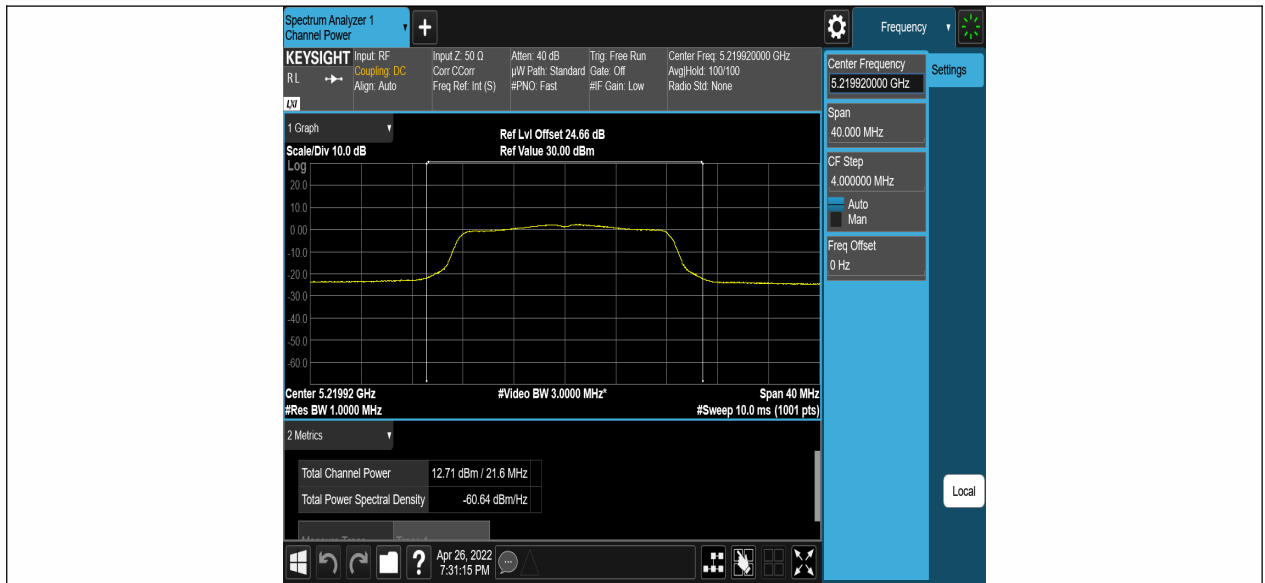 Spectrum Analyzer 1
Channel Power
+
Frequency
KEYSIGHT
RL
LXI
Input: RF
Coupling: DC
Align: Auto
Input Z: 50 Ω
Corr CCorr
Freq Ref: Int (S)
Atten: 40 dB
µW Path: Standard
#PNO: Fast
Trig: Free Run
Gate: Off
#IF Gain: Low
Center Freq: 5.219920000 GHz
Avg|Hold: 100/100
Radio Std: None
Center Frequency
5.219920000 GHz
Settings
Span
40.000 MHz
CF Step
4.000000 MHz
Auto
Man
Freq Offset
0 Hz
Local
1 Graph
Scale/Div 10.0 dB
Ref Lvl Offset 24.66 dB
Ref Value 30.00 dBm
Log
20.0
10.0
0.00
-10.0
-20.0
-30.0
-40.0
-50.0
-60.0
Center 5.21992 GHz
#Video BW 3.0000 MHz*
Span 40 MHz
#Res BW 1.0000 MHz
#Sweep 10.0 ms (1001 pts)
2 Metrics
Total Channel Power 12.71 dBm / 21.6 MHz
Total Power Spectral Density -60.64 dBm/Hz
?
Apr 26, 2022
7:31:15 PM